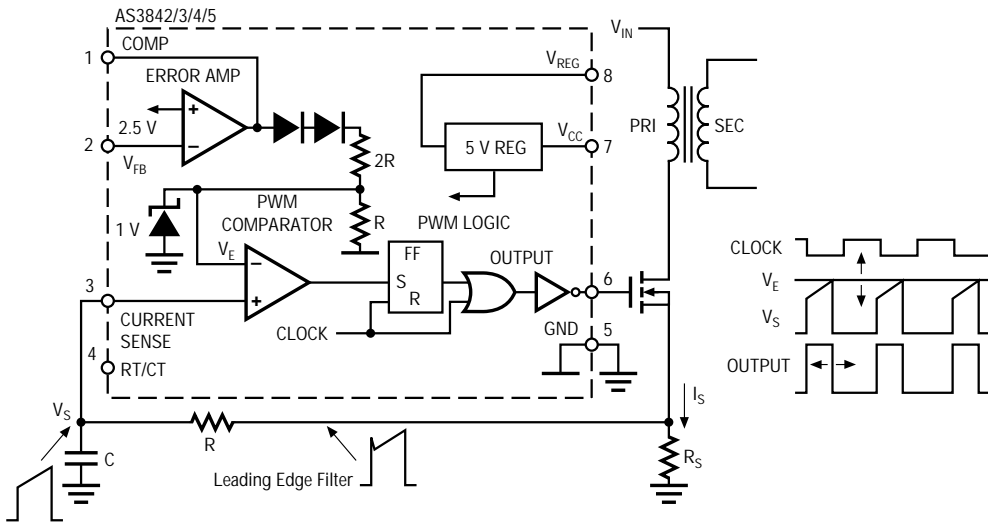 AS3842/3/4/5
COMP
1
ERROR AMP
+
2.5 V
2
−
V_FB
2R
V_REG
8
V_CC
7
5 V REG
V_IN
PRI
SEC
1 V
PWM
COMPARATOR
R
PWM LOGIC
V_E
−
+
FF
S
R
OUTPUT
6
3
CURRENT
SENSE
CLOCK
GND
5
4
RT/CT
V_S
R
I_S
C
Leading Edge Filter
R_S
CLOCK
V_E
V_S
OUTPUT